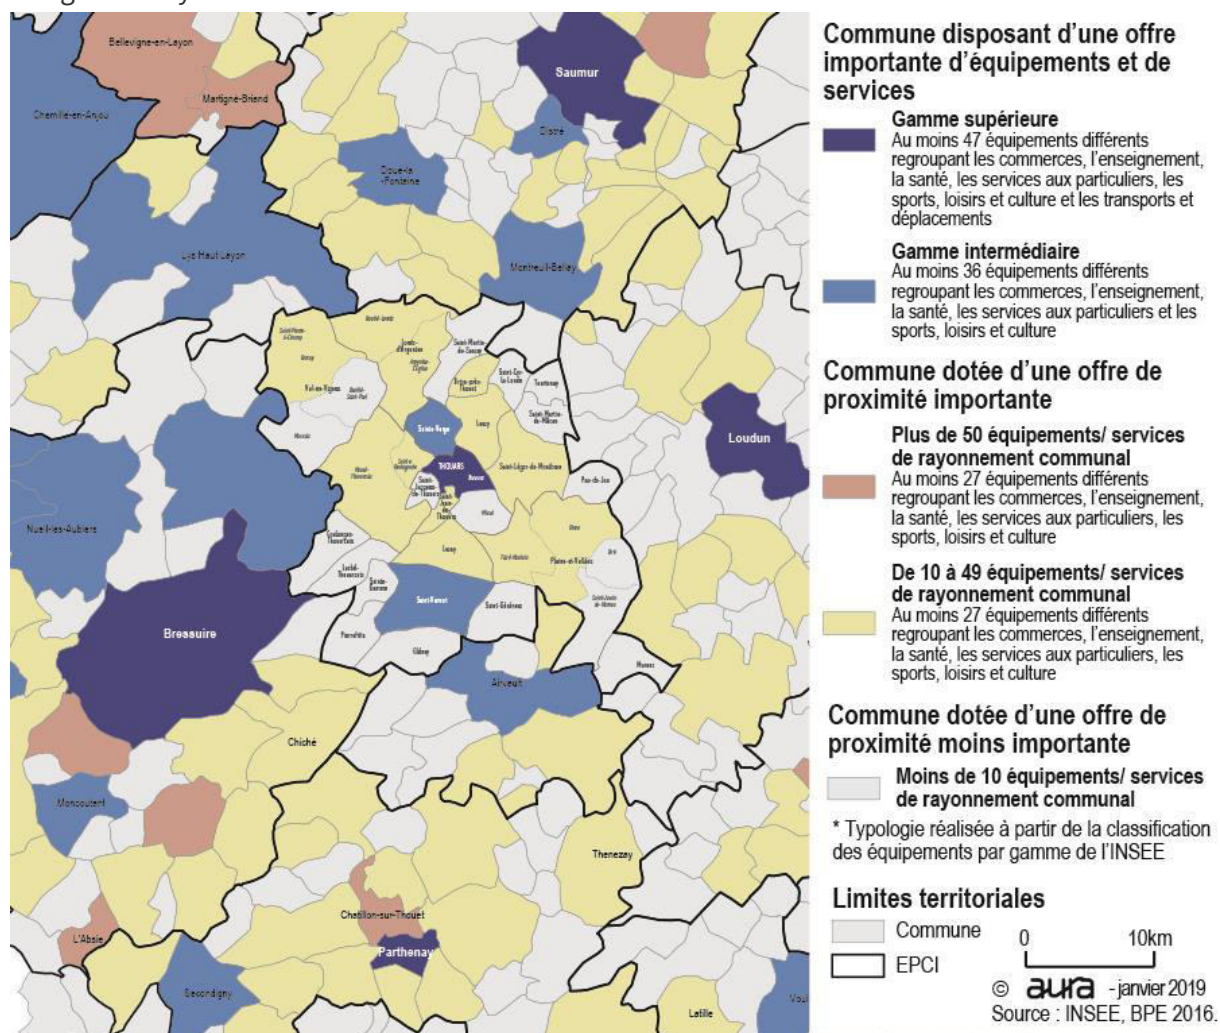 Bellevigne-en-Layon
Martigné-Briand
Chemillé-en-Anjou
Saumur
Distré
Doué-la
-Fontaine
Lys Haut Layon
Montreuil-Bellay
Val-en-Vignes
Sainte-Verge
Louzy
THOUARS
Saint-Léger-de-Montbrun
Pas-de-Jeu
Loudun
Nueil-les-Aubiers
Luzay
Plaine-et-Vallées
Saint-Varent
Saint-Généroux
Bressuire
Pierrefitte
Glénay
Marnes
Airvault
Chiché
Moncoutant
Thenezay
Chatillon-sur-Thouet
L'Absie
Parthenay
Secondigny
Latillé
Commune disposant d'une offre
importante d'équipements et de
services
Gamme supérieure
Au moins 47 équipements différents
regroupant les commerces, l'enseignement,
la santé, les services aux particuliers, les
sports, loisirs et culture et les transports et
déplacements
Gamme intermédiaire
Au moins 36 équipements différents
regroupant les commerces, l'enseignement,
la santé, les services aux particuliers et les
sports, loisirs et culture
Commune dotée d'une offre de
proximité importante
Plus de 50 équipements/ services
de rayonnement communal
Au moins 27 équipements différents
regroupant les commerces, l'enseignement,
la santé, les services aux particuliers, les
sports, loisirs et culture
De 10 à 49 équipements/ services
de rayonnement communal
Au moins 27 équipements différents
regroupant les commerces, l'enseignement,
la santé, les services aux particuliers, les
sports, loisirs et culture
Commune dotée d'une offre de
proximité moins importante
Moins de 10 équipements/ services
de rayonnement communal
* Typologie réalisée à partir de la classification
des équipements par gamme de l'INSEE
Limites territoriales
Commune
EPCI
0 10km
© aura - janvier 2019
Source : INSEE, BPE 2016.